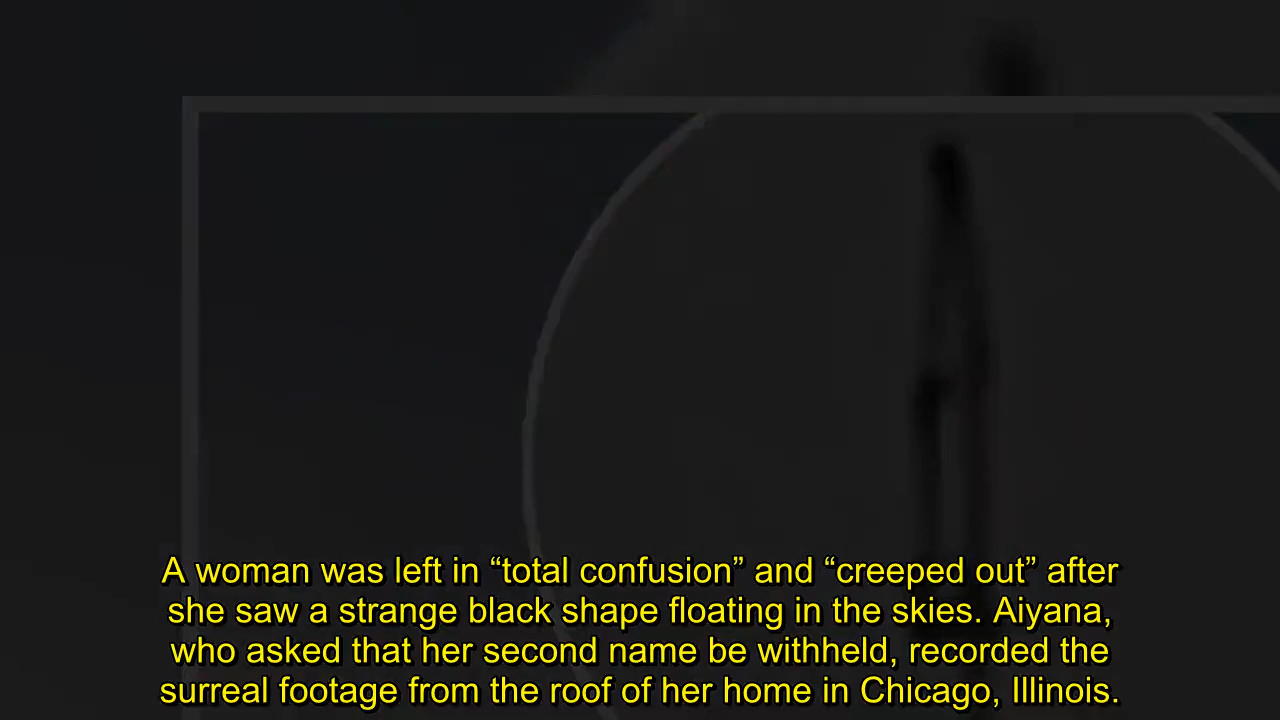 A woman was left in “total confusion” and “creeped out” after
she saw a strange black shape floating in the skies. Aiyana,
who asked that her second name be withheld, recorded the
surreal footage from the roof of her home in Chicago, Illinois.